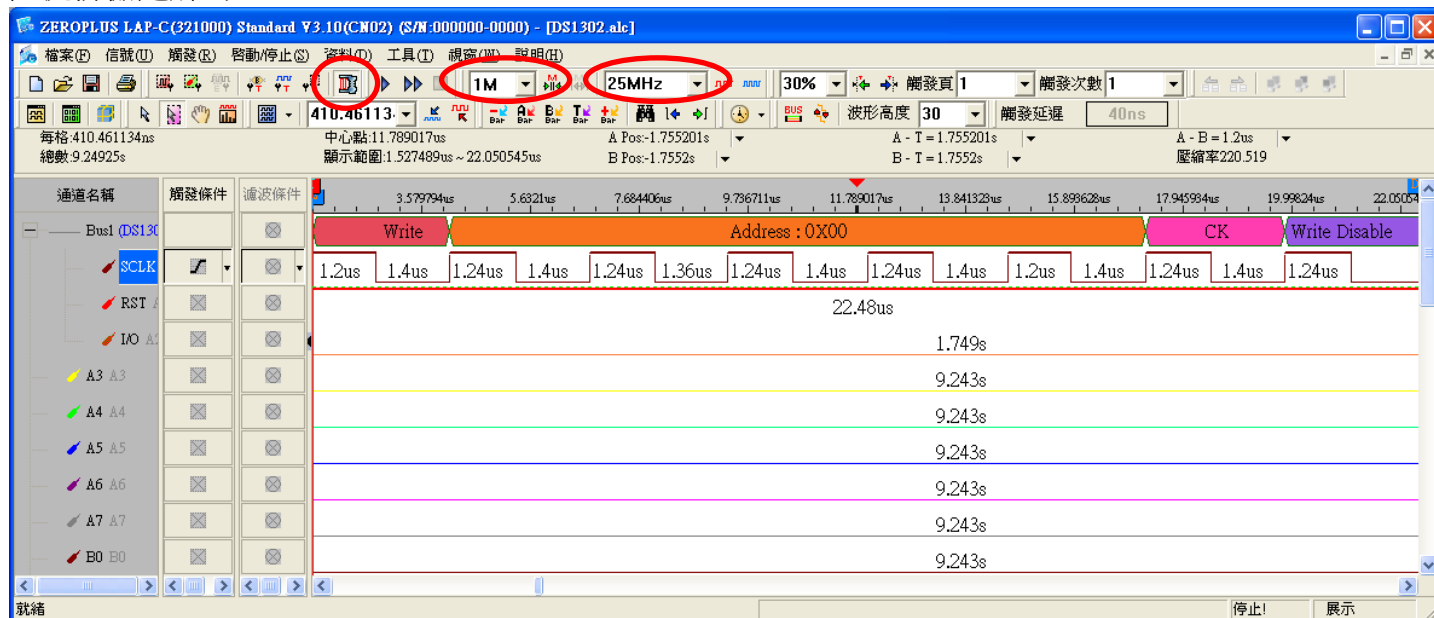 ZEROPLUS LAP-C(321000) Standard V3.10(CN02) (S/N:000000-0000) - [DS1302.alc]
檔案(F) 信號(U) 觸發(R) 啓動/停止(S) 資料(D) 工具(T) 視窗(W) 說明(H)
1M 25MHz 30% 觸發頁 1 觸發次數 1
410.46113 Bar Bar Bar Bar Bar BUS 波形高度 30 觸發延遲 40ns
每格:410.461134ns 中心點:11.789017us A Pos:-1.755201s A - T = 1.755201s A - B = 1.2us
總數:9.24925s 顯示範圍:1.527489us ~ 22.050545us B Pos:-1.7552s B - T = 1.7552s 壓縮率220.519
通道名稱 觸發條件 濾波條件 3.579794us 5.6321us 7.684406us 9.736711us 11.789017us 13.841323us 15.893628us 17.945934us 19.99824us 22.05054
Bus1 (DS130 Write Address : 0X00 CK Write Disable
SCLK 1.2us 1.4us 1.24us 1.4us 1.24us 1.36us 1.24us 1.4us 1.24us 1.4us 1.2us 1.4us 1.24us 1.4us 1.24us
RST 22.48us
I/O A2 1.749s
A3 A3 9.243s
A4 A4 9.243s
A5 A5 9.243s
A6 A6 9.243s
A7 A7 9.243s
B0 B0 9.243s
就緒 停止! 展示